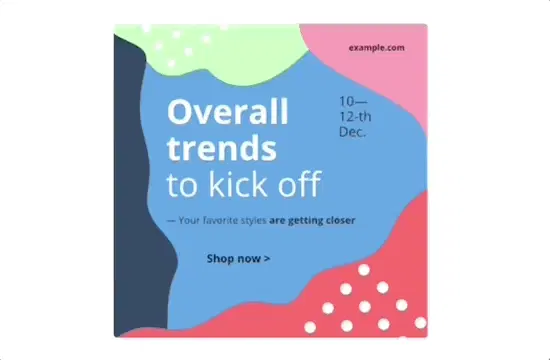 example.com
Overall
trends
to kick off
10—
12-th
Dec.
— Your favorite styles are getting closer
Shop now >